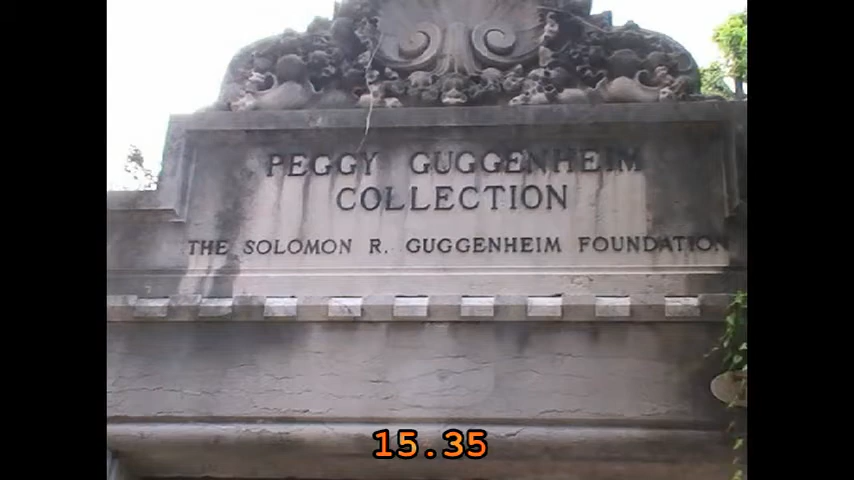 PEGGY GUGGENHEIM
COLLECTION
THE SOLOMON R. GUGGENHEIM FOUNDATION
15.35